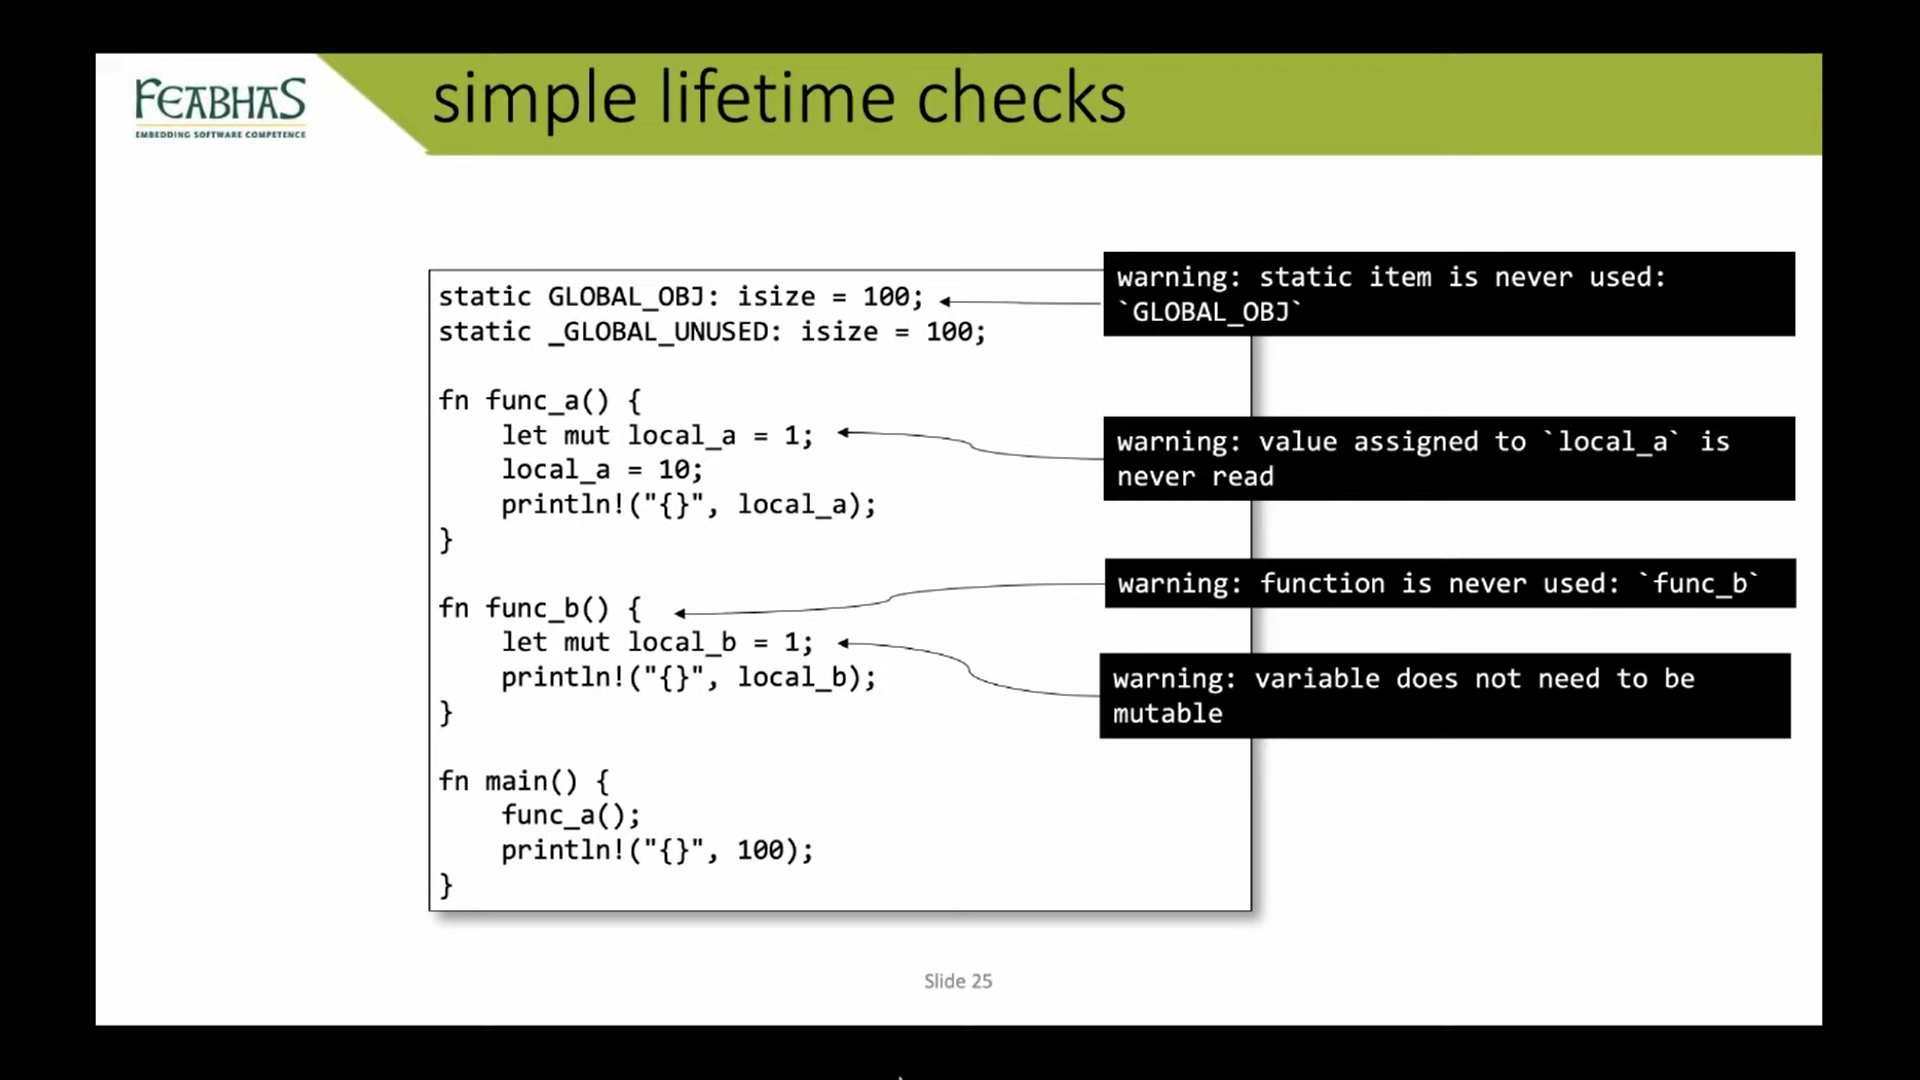 FEABHAS
EMBEDDING SOFTWARE COMPETENCE
simple lifetime checks
static GLOBAL_OBJ: isize = 100;
static _GLOBAL_UNUSED: isize = 100;
fn func_a() {
    let mut local_a = 1;
    local_a = 10;
    println!("{}", local_a);
}
fn func_b() {
    let mut local_b = 1;
    println!("{}", local_b);
}
fn main() {
    func_a();
    println!("{}", 100);
}
warning: static item is never used:
`GLOBAL_OBJ`
warning: value assigned to `local_a` is
never read
warning: function is never used: `func_b`
warning: variable does not need to be
mutable
Slide 25